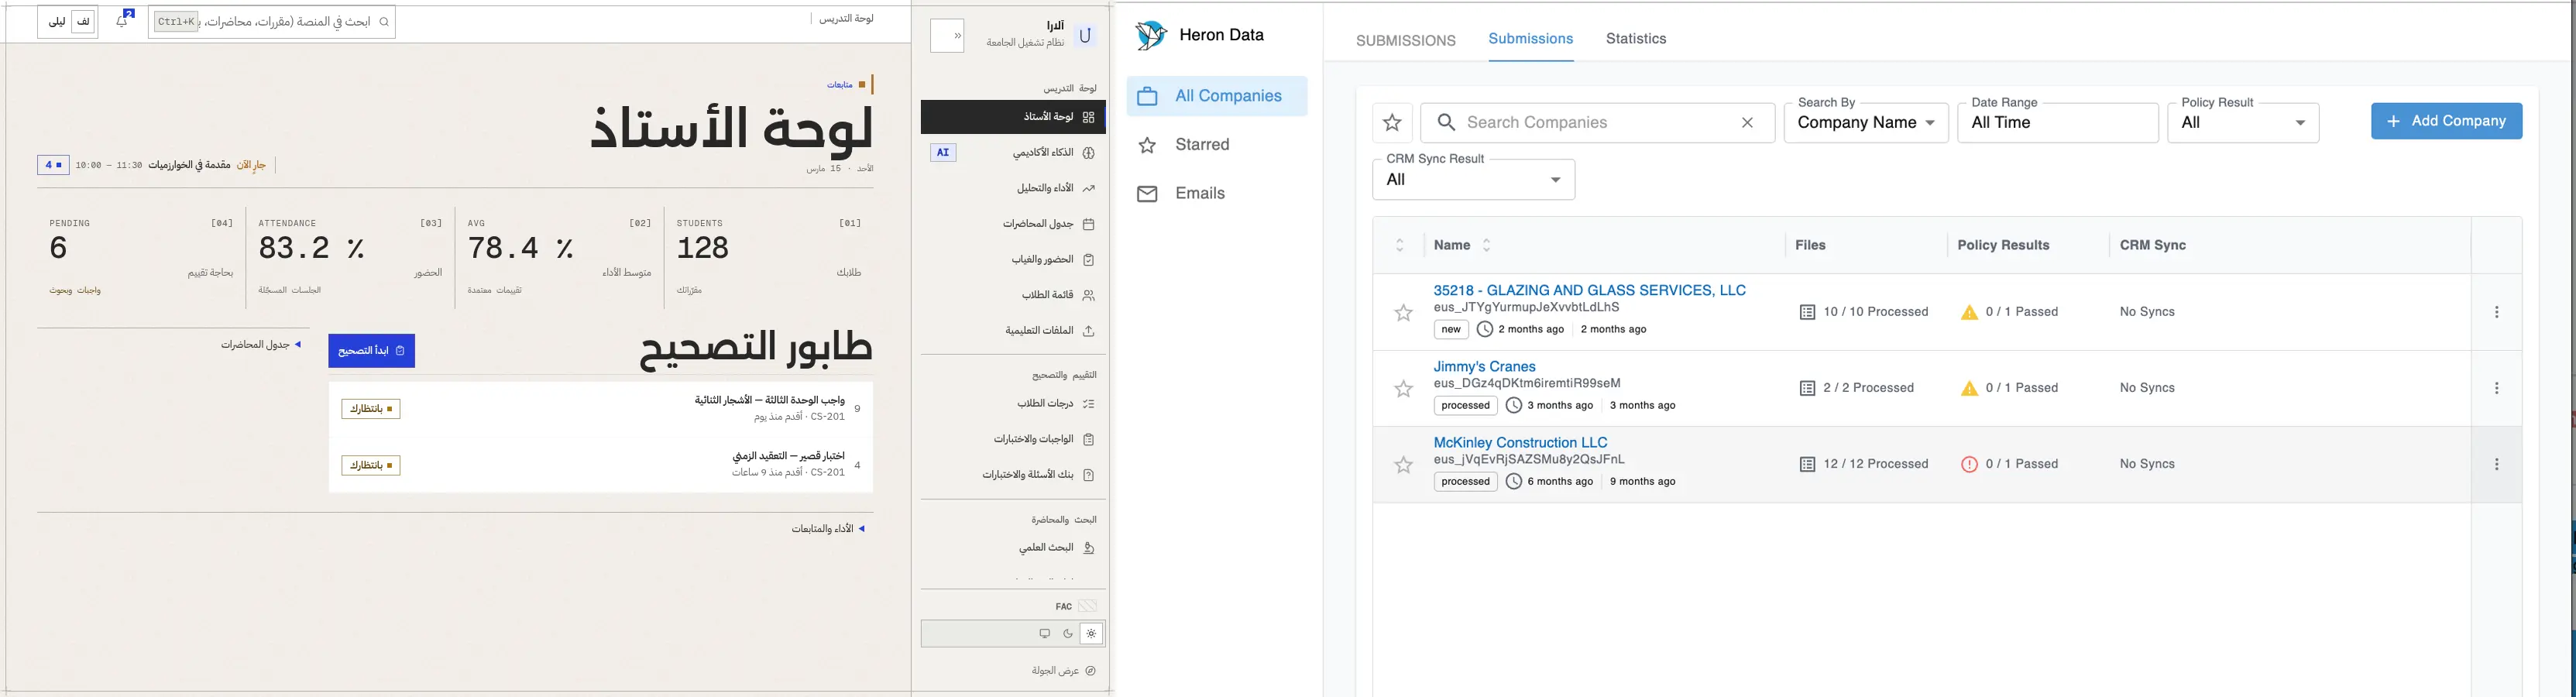 لوحة التدريس
ابحث في المنصة (مقررات، محاضرات، ب
Ctrl+K
2
لف
ليلى
آلارا
نظام تشغيل الجامعة
»
لوحة التدريس
لوحة الأستاذ
الذكاء الأكاديمي
AI
الأداء والتحليل
جدول المحاضرات
الحضور والغياب
قائمة الطلاب
الملفات التعليمية
التقييم والتصحيح
درجات الطلاب
الواجبات والاختبارات
بنك الأسئلة والاختبارات
البحث والمحاضرة
البحث العلمي
FAC
عرض الجولة
متابعات
لوحة الأستاذ
الأحد · 15 مارس
جارٍ الآن مقدمة في الخوارزميات 10:00 – 11:30
4
[01] STUDENTS
128
طلابك
مقرّراتك
[02] AVG
78.4 %
متوسط الأداء
تقييمات معتمدة
[03] ATTENDANCE
83.2 %
الحضور
الجلسات المسجّلة
[04] PENDING
6
بحاجة تقييم
واجبات وبحوث
طابور التصحيح
ابدأ التصحيح
9 واجب الوحدة الثالثة — الأشجار الثنائية
CS-201 · أقدم منذ يوم
بانتظارك
4 اختبار قصير — التعقيد الزمني
CS-201 · أقدم منذ 9 ساعات
بانتظارك
جدول المحاضرات
الأداء والمتابعات
Heron Data
All Companies
Starred
Emails
SUBMISSIONS Submissions Statistics
Search Companies
Search By
Company Name
Date Range
All Time
Policy Result
All
+ Add Company
CRM Sync Result
All
Name Files Policy Results CRM Sync
35218 - GLAZING AND GLASS SERVICES, LLC
eus_JTYgYurmupJeXvvbtLdLhS
new 2 months ago 2 months ago
10 / 10 Processed 0 / 1 Passed No Syncs
Jimmy's Cranes
eus_DGz4qDKtm6iremtiR99seM
processed 3 months ago 3 months ago
2 / 2 Processed 0 / 1 Passed No Syncs
McKinley Construction LLC
eus_jVqEvRjSAZSMu8y2QsJFnL
processed 6 months ago 9 months ago
12 / 12 Processed 0 / 1 Passed No Syncs